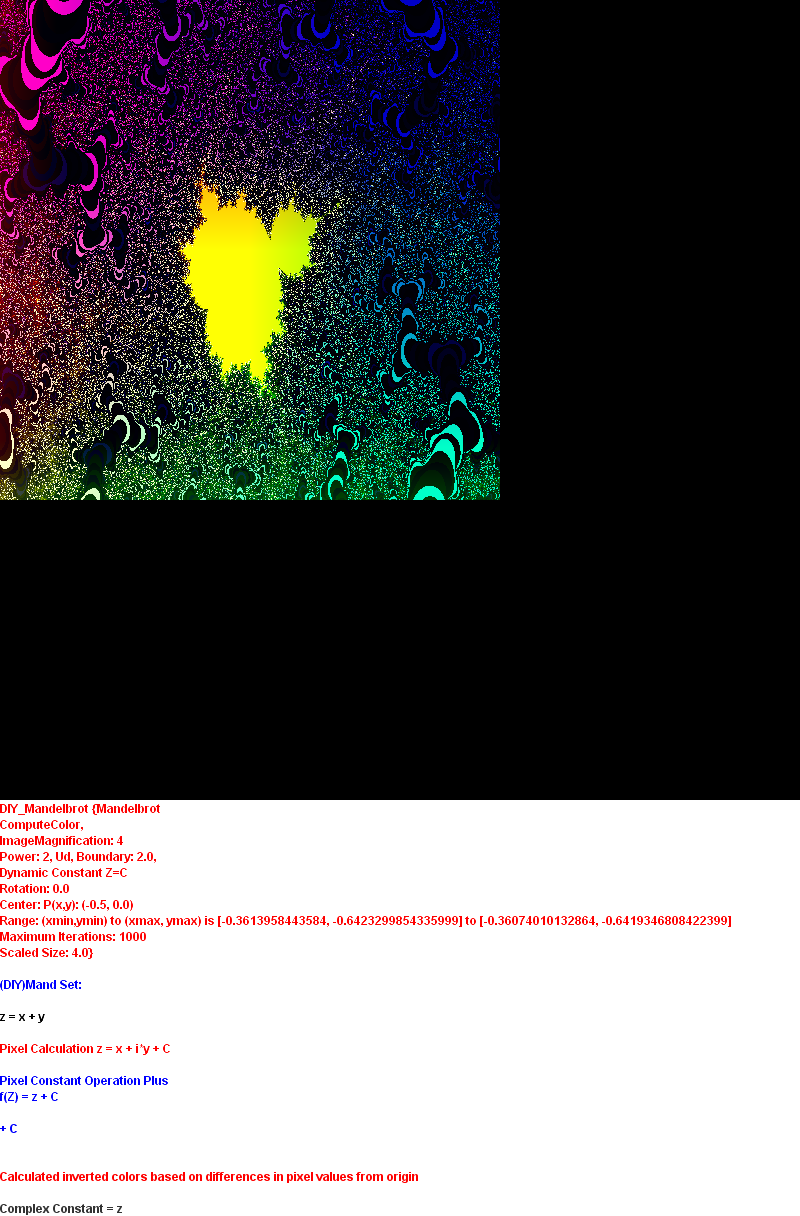 DIY_Mandelbrot {Mandelbrot
ComputeColor,
ImageMagnification: 4
Power: 2, Ud, Boundary: 2.0,
Dynamic Constant Z=C
Rotation: 0.0
Center: P(x,y): (-0.5, 0.0)
Range: (xmin,ymin) to (xmax, ymax) is [-0.3613958443584, -0.6423299854335999] to [-0.36074010132864, -0.6419346808422399]
Maximum Iterations: 1000
Scaled Size: 4.0}
(DIY)Mand Set:
z = x + y
Pixel Calculation z = x + i*y + C
Pixel Constant Operation Plus
f(Z) = z + C
+ C
Calculated inverted colors based on differences in pixel values from origin
Complex Constant = z